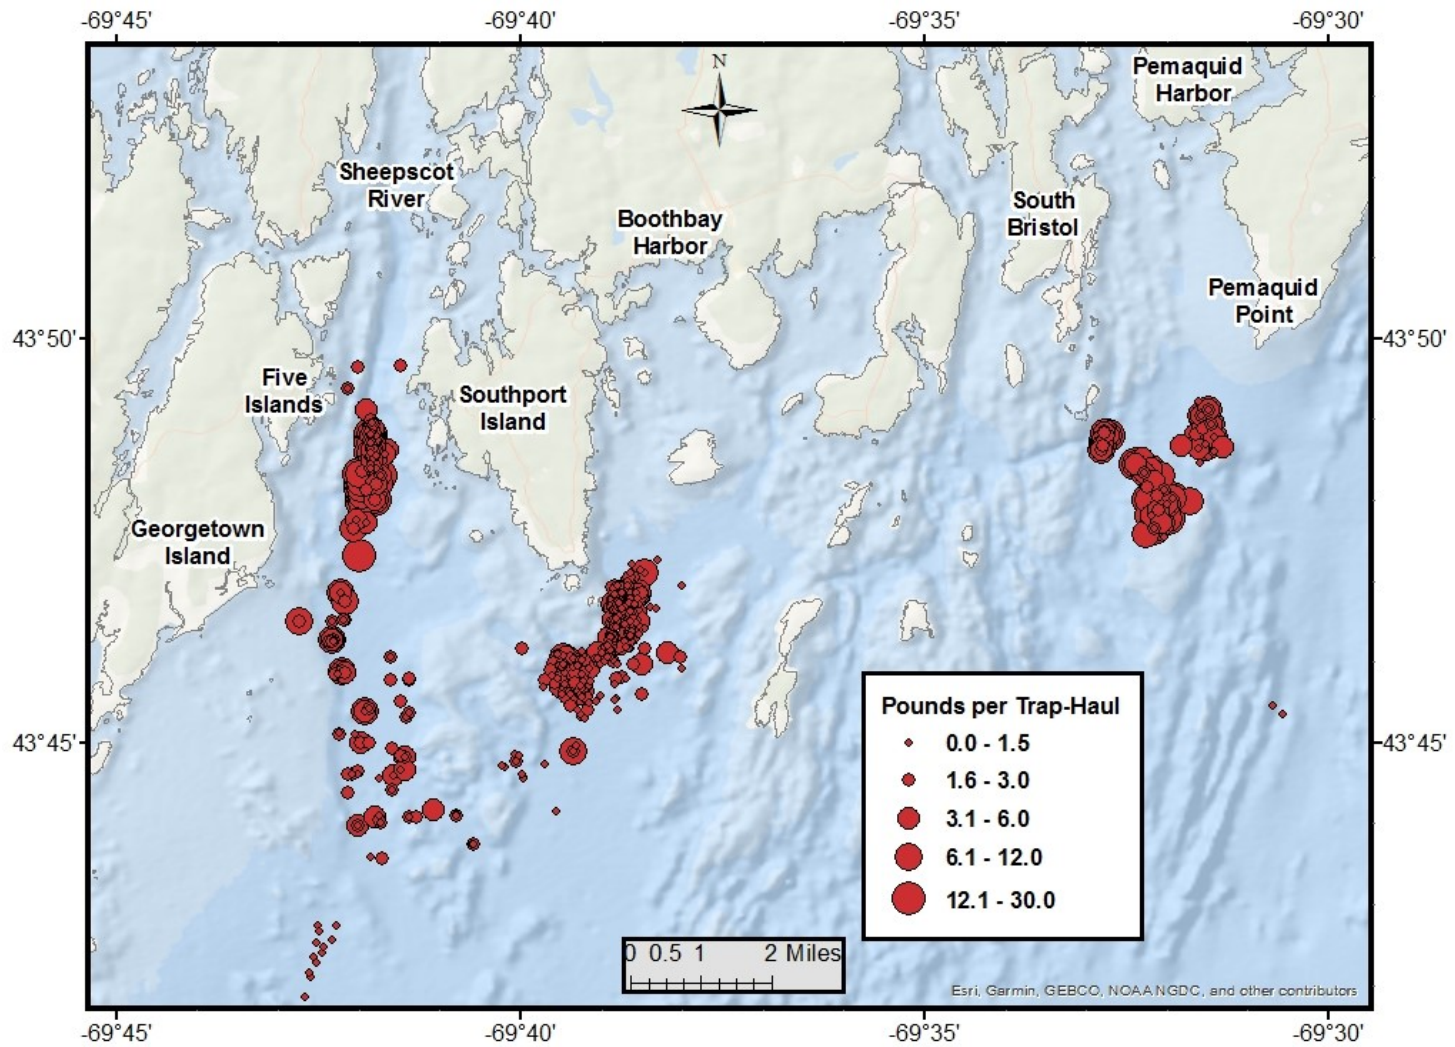 -69°45' -69°40' -69°35' -69°30'
N
Pemaquid
Harbor
Sheepscot
River
South
Bristol
Boothbay
Harbor
Pemaquid
Point
43°50' 43°50'
Five
Islands
Southport
Island
Georgetown
Island
Pounds per Trap-Haul
0.0 - 1.5
1.6 - 3.0
3.1 - 6.0
6.1 - 12.0
12.1 - 30.0
43°45' 43°45'
0 0.5 1 2 Miles
Esri, Garmin, GEBCO, NOAA NGDC, and other contributors
-69°45' -69°40' -69°35' -69°30'